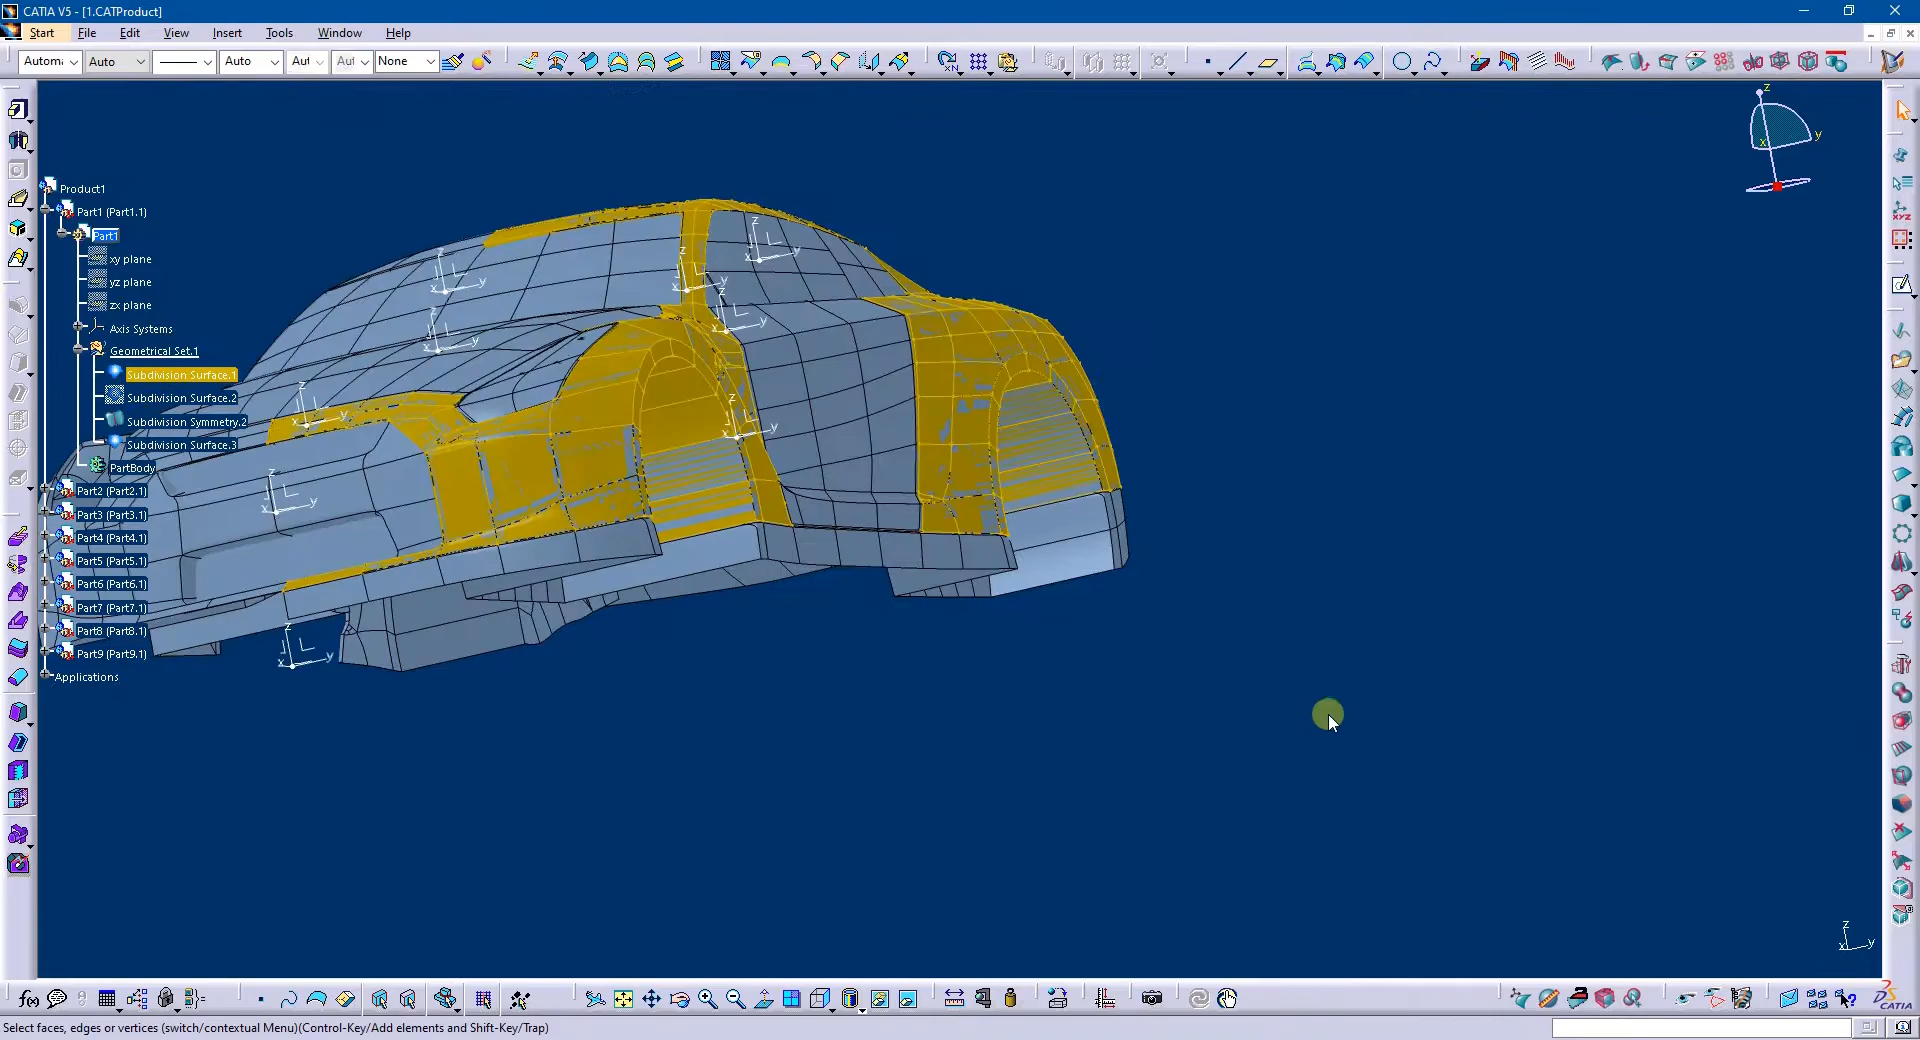 CATIA V5 - [1.CATProduct]
Start File Edit View Insert Tools Window Help
Auto Auto None
z
y
x
Product1
Part1 (Part1.1)
Part1
xy plane
yz plane
zx plane
Axis Systems
Geometrical Set.1
Subdivision Surface.1
Subdivision Surface.2
Subdivision Symmetry.2
Subdivision Surface.3
PartBody
Part2 (Part2.1)
Part3 (Part3.1)
Part4 (Part4.1)
Part5 (Part5.1)
Part6 (Part6.1)
Part7 (Part7.1)
Part8 (Part8.1)
Part9 (Part9.1)
Applications
z
x y
f(x)
CATIA
Select faces, edges or vertices (switch/contextual Menu)(Control-Key/Add elements and Shift-Key/Trap)